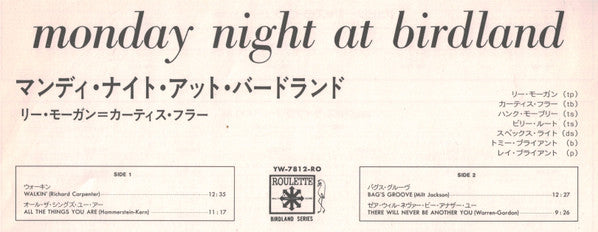 monday night at birdland
マンディ・ナイト・アット・バードランド
リー・モーガン＝カーティス・フラー
リー・モーガン (tp)
カーティス・フラー (tb)
ハンク・モーブリー (ts)
ビリー・ルート (ts)
スペックス・ライト (ds)
トミー・ブライアント (b)
レイ・ブライアント (p)
SIDE 1
ウォーキン
WALKIN' (Richard Carpenter) 12:35
オール・ザ・シングズ・ユー・アー
ALL THE THINGS YOU ARE (Hammerstein-Kern) 11:17
YW-7812-RO
ROULETTE
BIRDLAND SERIES
SIDE 2
バグス・グルーヴ
BAG'S GROOVE (Milt Jackson) 12:27
ゼア・ウィル・ネヴァー・ビー・アナザー・ユー
THERE WILL NEVER BE ANOTHER YOU (Warren-Gordon) 9:26